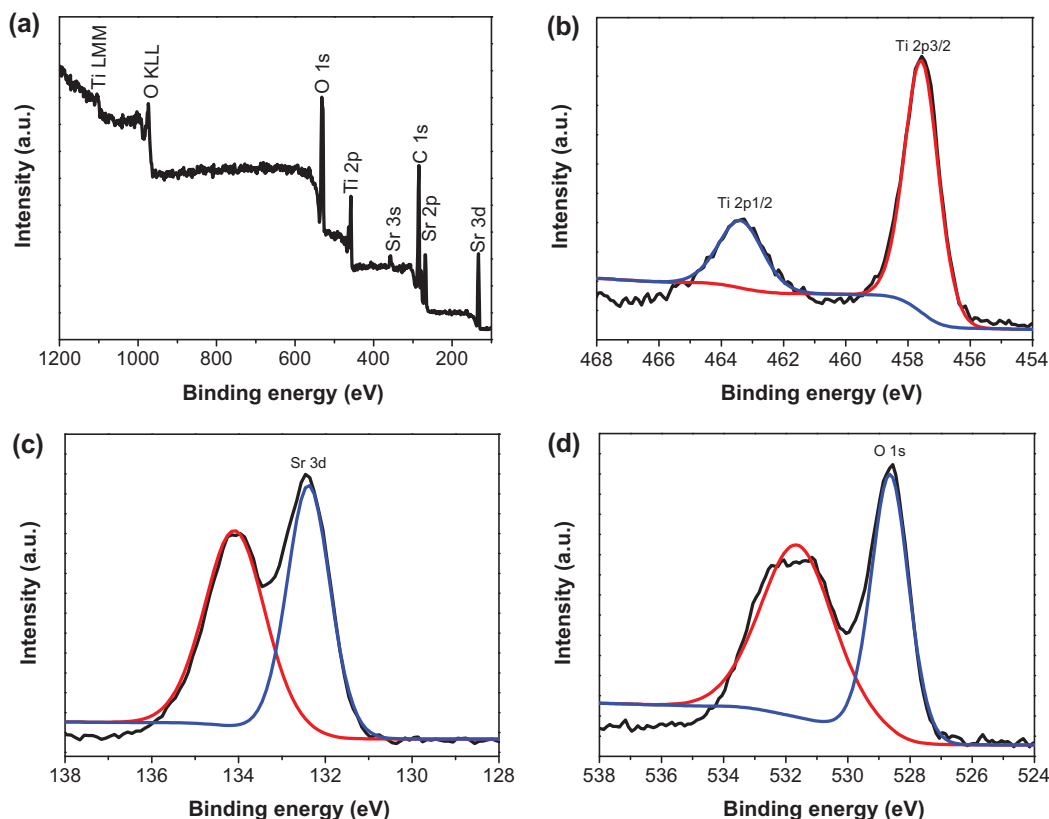 (a)
Ti LMM
O KLL
O 1s
Ti 2p
Sr 3s
C 1s
Sr 2p
Sr 3d
Intensity (a.u.)
1200 1000 800 600 400 200
Binding energy (eV)
(b)
Ti 2p3/2
Ti 2p1/2
Intensity (a.u.)
468 466 464 462 460 458 456 454
Binding energy (eV)
(c)
Sr 3d
Intensity (a.u.)
138 136 134 132 130 128
Binding energy (eV)
(d)
O 1s
Intensity (a.u.)
538 536 534 532 530 528 526 524
Binding energy (eV)